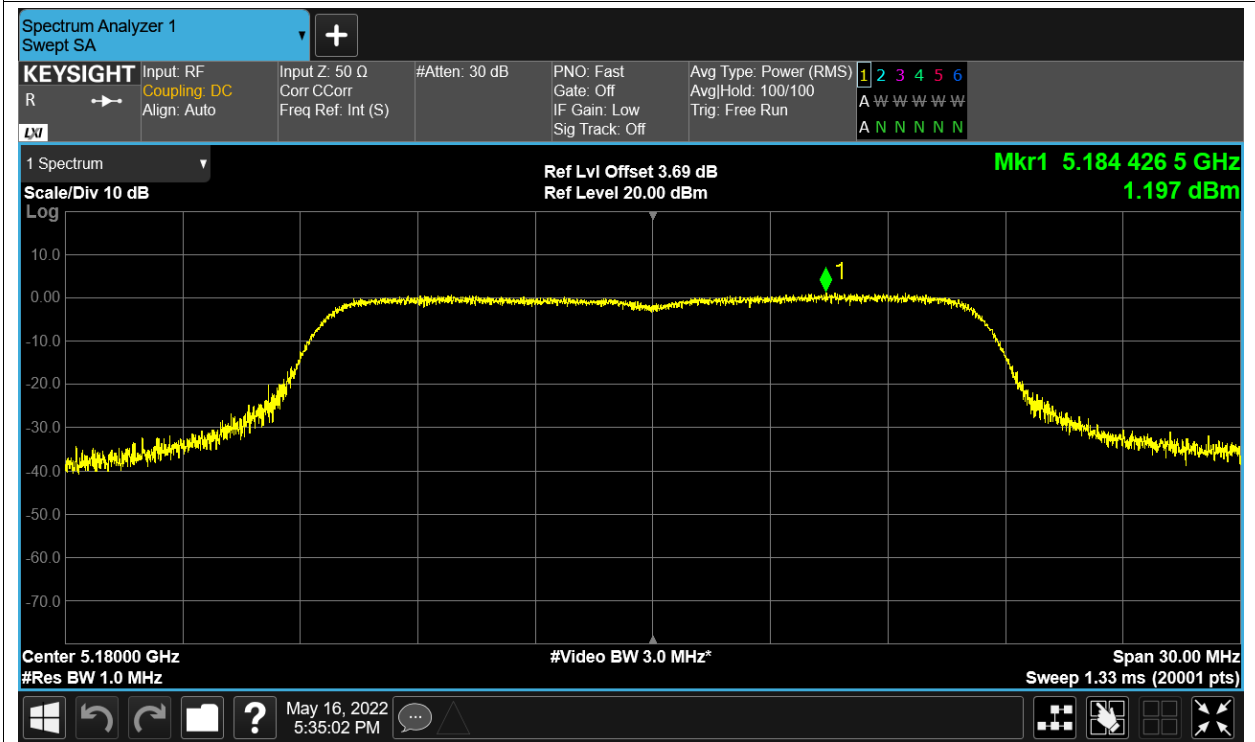 Spectrum Analyzer 1
Swept SA
KEYSIGHT
R
LXI
Input: RF
Coupling: DC
Align: Auto
Input Z: 50 Ω
Corr CCorr
Freq Ref: Int (S)
#Atten: 30 dB
PNO: Fast
Gate: Off
IF Gain: Low
Sig Track: Off
Avg Type: Power (RMS)
Avg|Hold: 100/100
Trig: Free Run
1 2 3 4 5 6
A W W W W W
A N N N N N
1 Spectrum
Scale/Div 10 dB
Log
Ref Lvl Offset 3.69 dB
Ref Level 20.00 dBm
Mkr1 5.184 426 5 GHz
1.197 dBm
10.0
0.00
-10.0
-20.0
-30.0
-40.0
-50.0
-60.0
-70.0
1
Center 5.18000 GHz
#Res BW 1.0 MHz
#Video BW 3.0 MHz*
Span 30.00 MHz
Sweep 1.33 ms (20001 pts)
?
May 16, 2022
5:35:02 PM